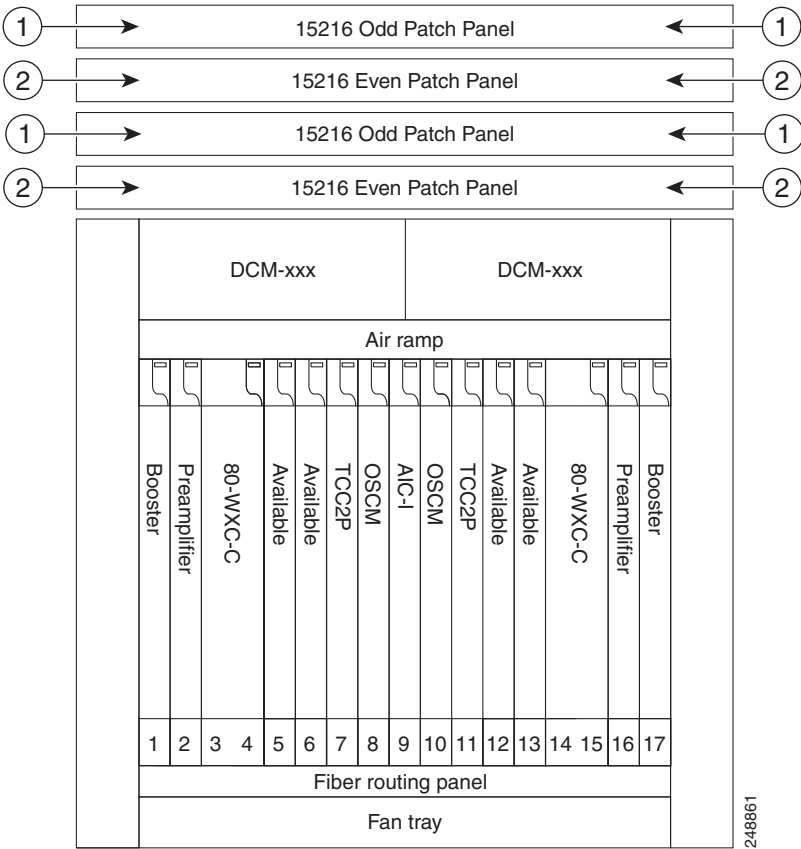 1 15216 Odd Patch Panel 1
2 15216 Even Patch Panel 2
1 15216 Odd Patch Panel 1
2 15216 Even Patch Panel 2
DCM-xxx DCM-xxx
Air ramp
Booster
Preamplifier
80-WXC-C
Available
Available
TCC2P
OSCM
AIC-I
OSCM
TCC2P
Available
Available
80-WXC-C
Preamplifier
Booster
1 2 3 4 5 6 7 8 9 10 11 12 13 14 15 16 17
Fiber routing panel
Fan tray
248861